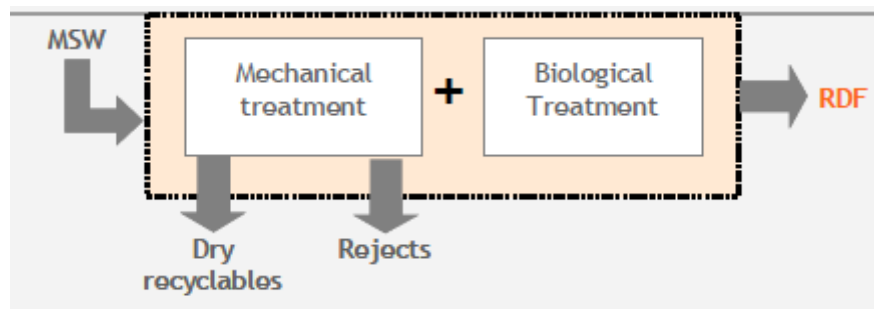 MSW
Mechanical
treatment
+
Biological
Treatment
RDF
Dry
recyclables
Rejects